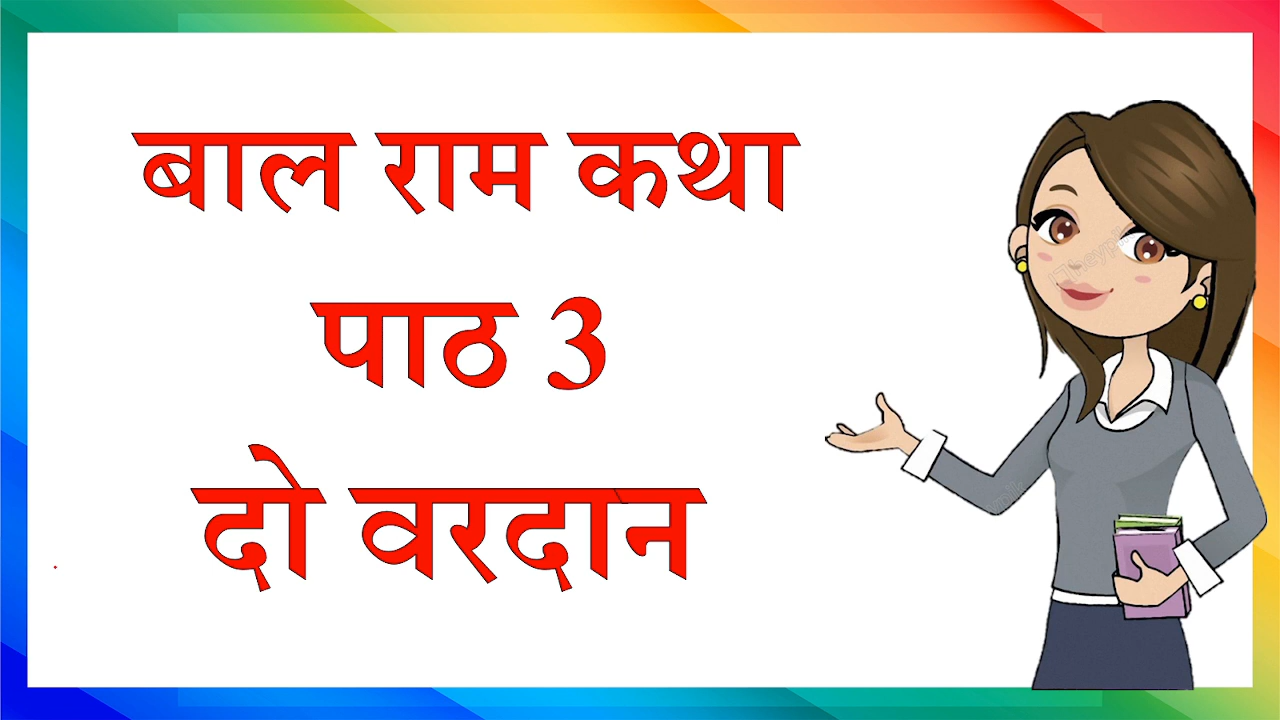 बाल राम कथा
पाठ 3
दो वरदान